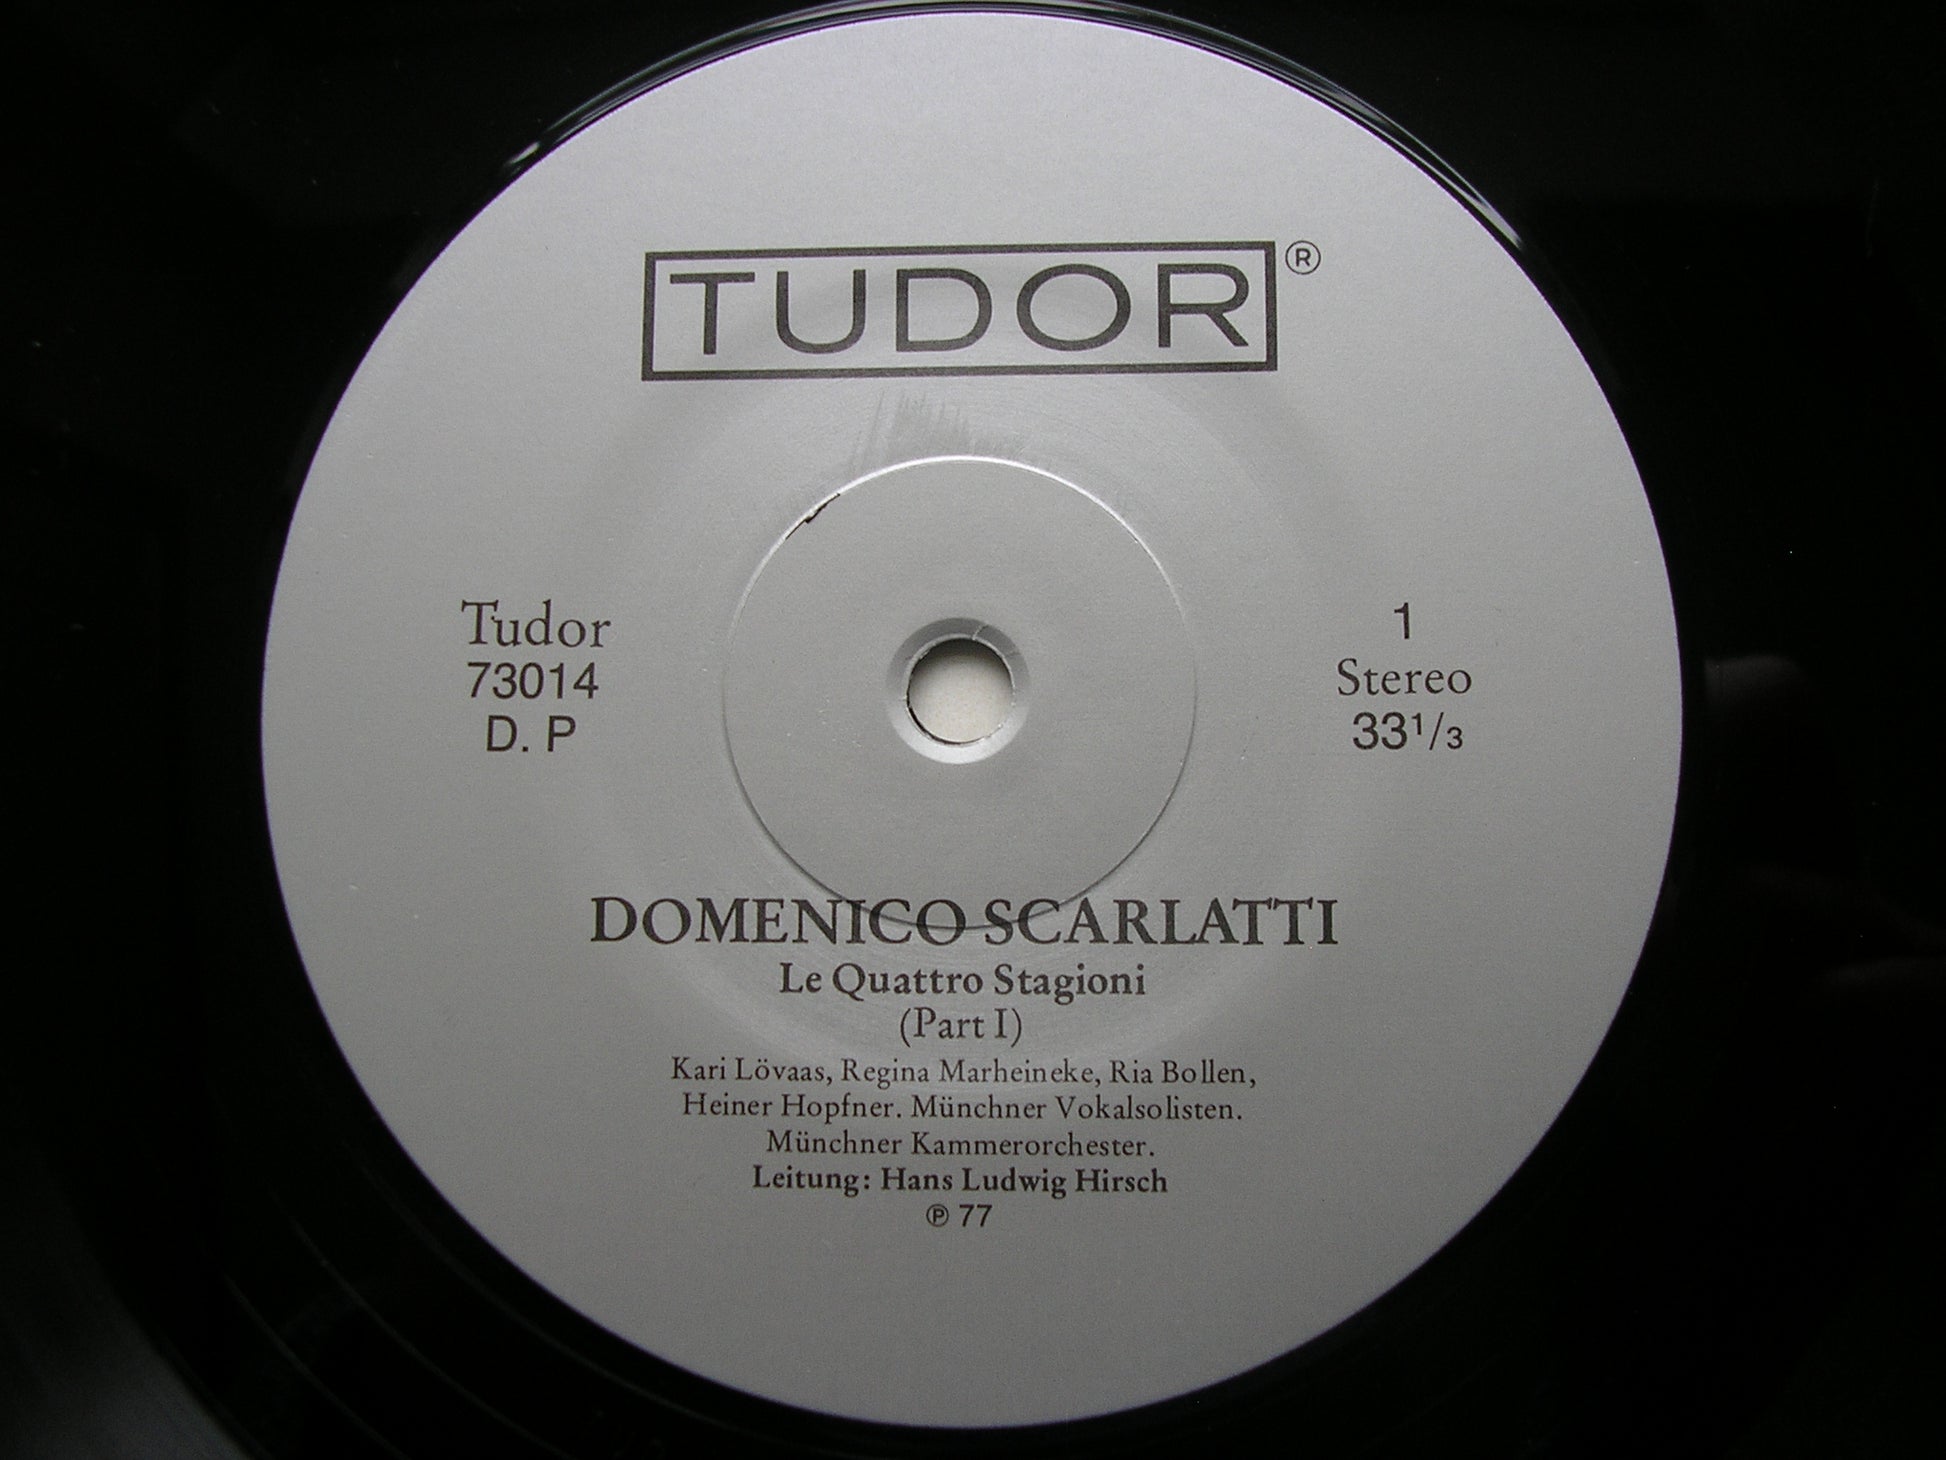 TUDOR®
Tudor
73014
D. P
1
Stereo
33¹/₃
DOMENICO SCARLATTI
Le Quattro Stagioni
(Part I)
Kari Lövaas, Regina Marheineke, Ria Bollen,
Heiner Hopfner. Münchner Vokalsolisten.
Münchner Kammerorchester.
Leitung: Hans Ludwig Hirsch
℗ 77